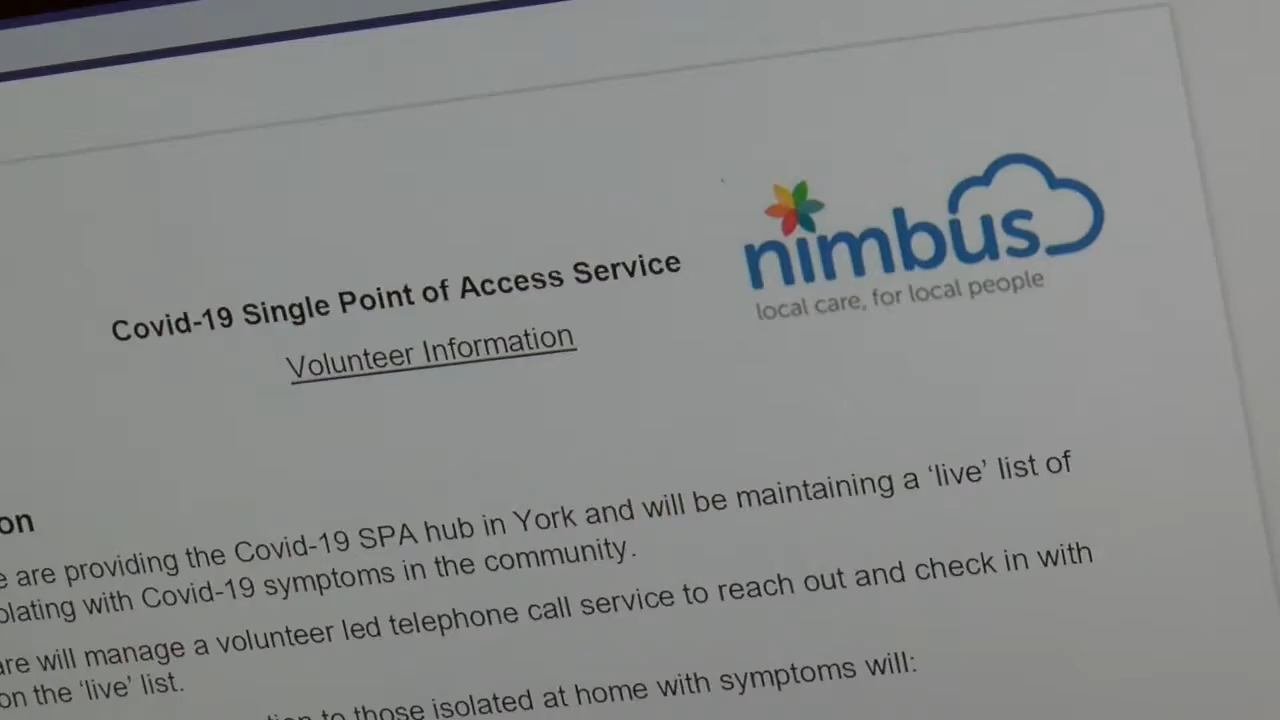 nimbus
local care, for local people
Covid-19 Single Point of Access Service
Volunteer Information
on
e are providing the Covid-19 SPA hub in York and will be maintaining a ‘live’ list of
olating with Covid-19 symptoms in the community.
are will manage a volunteer led telephone call service to reach out and check in with
on the ‘live’ list.
to those isolated at home with symptoms will: